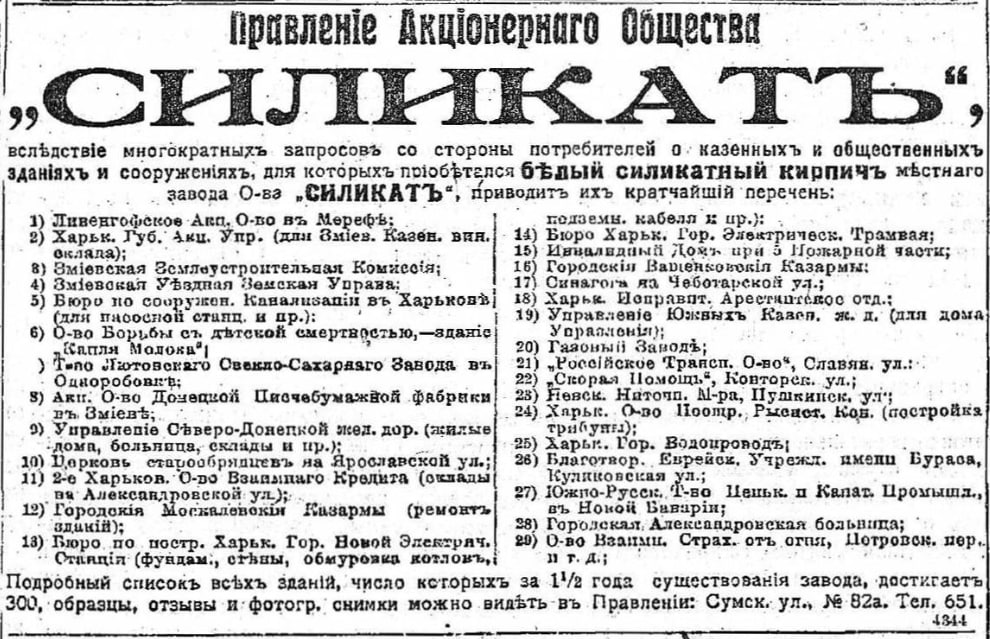 Правленіе Акціонернаго Общества
„СИЛИКАТЪ“,
вслѣдствіе многократныхъ запросовъ со стороны потребителей о казенныхъ и общественныхъ
зданіяхъ и сооруженіяхъ, для которыхъ пріобѣтался бѣлый силикатный кирпичъ мѣстнаго
завода О-ва „СИЛИКАТЪ“, приводитъ ихъ кратчайшій перечень:
1) Ливенгофское Акц. О-во въ Мерефѣ;
2) Харьк. Губ. Акц. Упр. (для Зміев. Казен. вин.
склада);
3) Зміевская Землеустроительная Комиссія;
4) Зміевская Уѣздная Земская Управа;
5) Бюро по сооружен. Канализаціи въ Харьковѣ
(для насосной станц. и пр.);
6) О-во Борьбы съ дѣтской смертностью,—зданіе
„Капля Молока“;
) Т-во Лютовскаго Свекло-Сахарнаго Завода въ
Одноробовкѣ;
8) Акц. О-во Донецкой Писчебумажной фабрики
въ Зміевѣ;
9) Управленіе Сѣверо-Донецкой жел. дор. (жилые
дома, больница, склады и пр.);
10) Церковь старообрядцевъ на Ярославской ул.;
11) 2-е Харьков. О-во Взаимнаго Кредита (склады
на Александровской ул.);
12) Городскія Москалевскія Казармы (ремонтъ
зданій);
13) Бюро по постр. Харьк. Гор. Новой Электрич.
Станціи (фундам., стѣны, обмуровка котловъ,
подземн. кабеля и пр.);
14) Бюро Харьк. Гор. Электрическ. Трамвая;
15) Инвалидный Домъ при 5 Пожарной части;
16) Городскія Ващенковскія Казармы;
17) Синагога на Чеботарской ул.;
18) Харьк. Исправит. Арестантское отд.;
19) Управленіе Южныхъ Казен. ж. д. (для дома
Управленія);
20) Газовый Заводъ;
21) „Россійское Трансп. О-во“, Славян. ул.;
22) „Скорая Помощь“, Конторск. ул.;
23) Невск. Ниточн. М-ра, Пушкинск. ул;
24) Харьк. О-во Поощр. Рысист. Кон. (постройка
трибуны);
25) Харьк. Гор. Водопроводъ;
26) Благотвор. Еврейск. Учрежд. имени Бураса,
Куликовская ул.;
27) Южно-Русск. Т-во Пеньк. и Канат. Промышл.,
въ Новой Баваріи;
28) Городская Александровская больница;
29) О-во Взаимн. Страх. отъ огня, Петровск. пер.
и т. д.;
Подробный список всѣхъ зданій, число которыхъ за 1½ года существованія завода, достигаетъ
300, образцы, отзывы и фотогр. снимки можно видѣть въ Правленіи: Сумск. ул., № 82а. Тел. 651.
4344